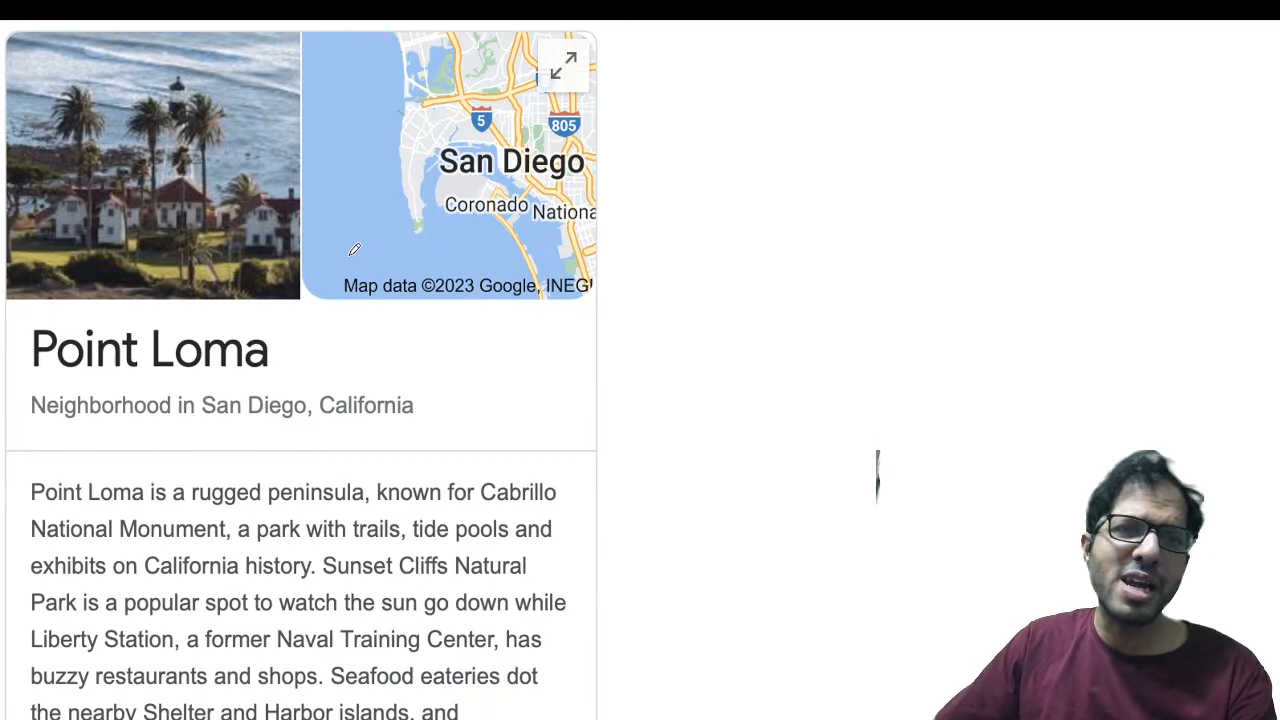 5
805
San Diego
Coronado
Nationa
Map data ©2023 Google, INEGI
Point Loma
Neighborhood in San Diego, California
Point Loma is a rugged peninsula, known for Cabrillo
National Monument, a park with trails, tide pools and
exhibits on California history. Sunset Cliffs Natural
Park is a popular spot to watch the sun go down while
Liberty Station, a former Naval Training Center, has
buzzy restaurants and shops. Seafood eateries dot
the nearby Shelter and Harbor islands, and